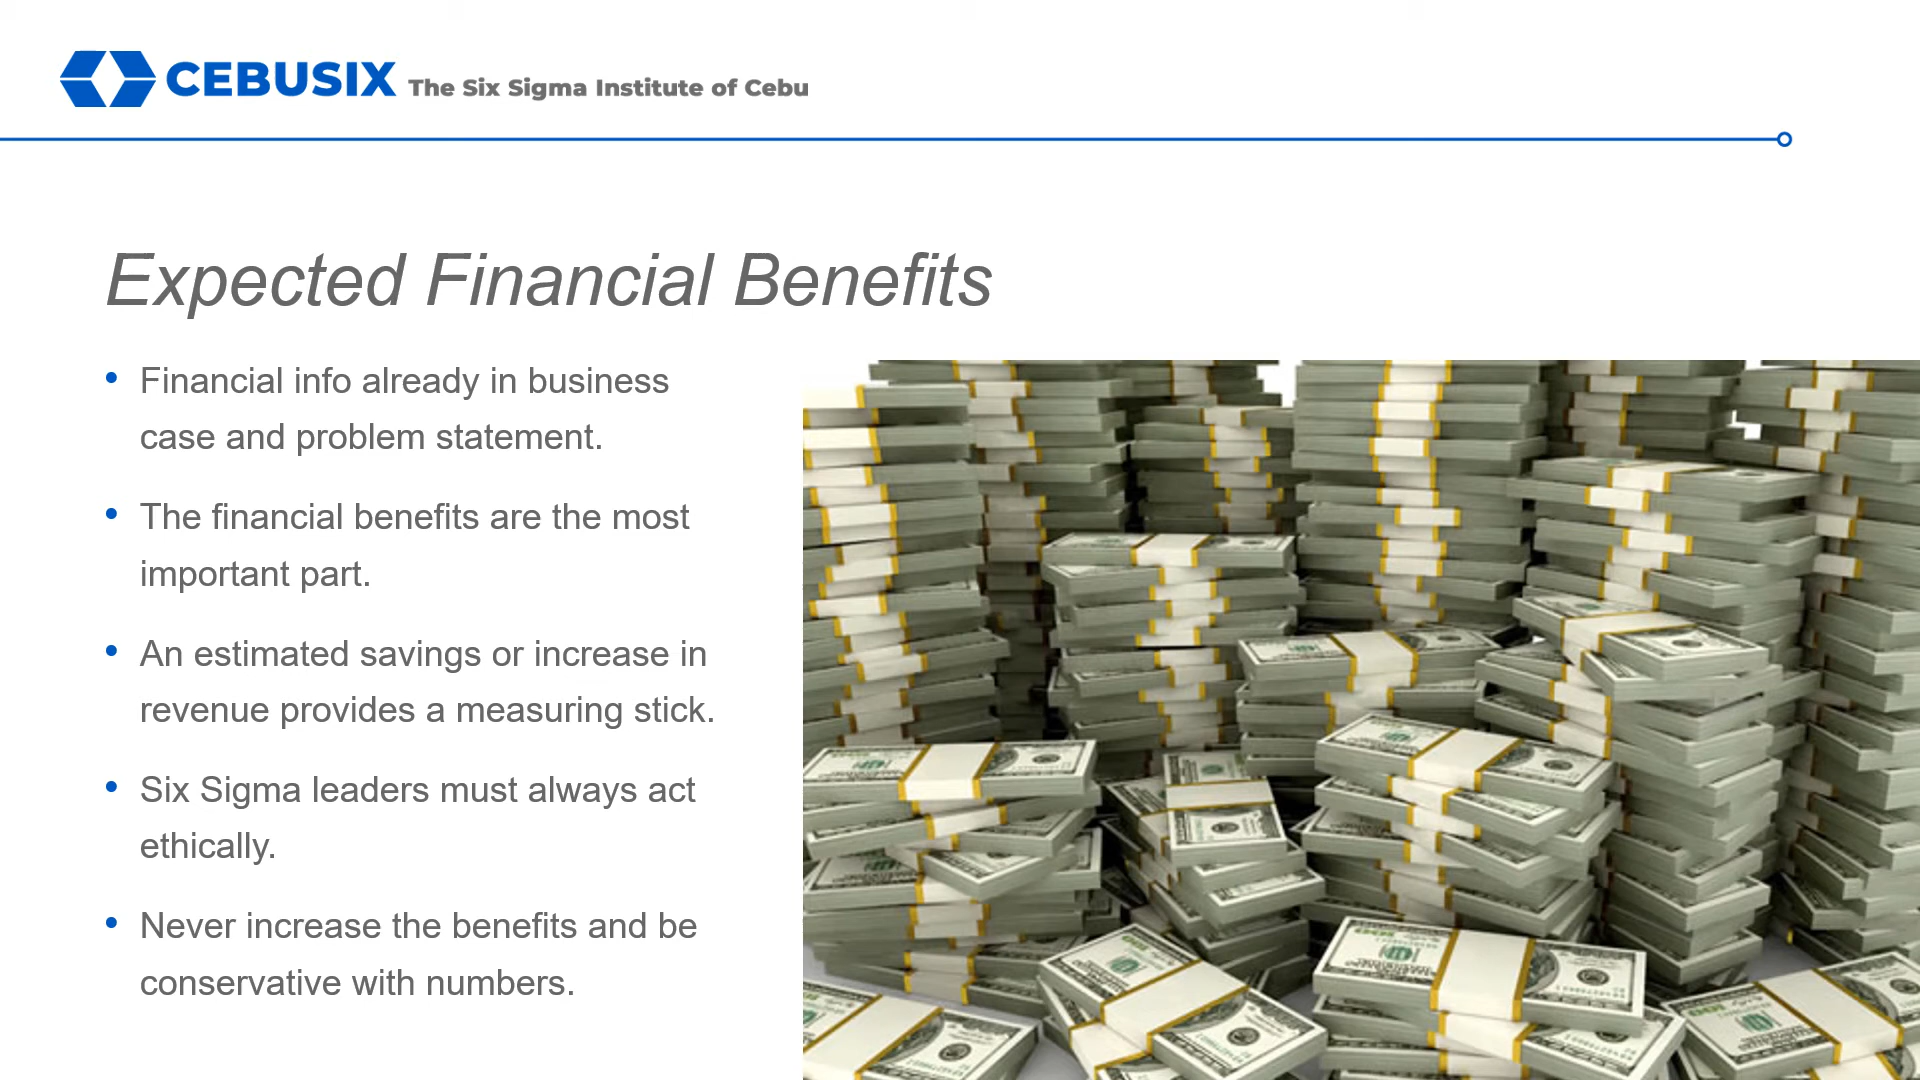 CEBUSIX The Six Sigma Institute of Cebu
Expected Financial Benefits
• Financial info already in business
case and problem statement.
• The financial benefits are the most
important part.
• An estimated savings or increase in
revenue provides a measuring stick.
• Six Sigma leaders must always act
ethically.
• Never increase the benefits and be
conservative with numbers.